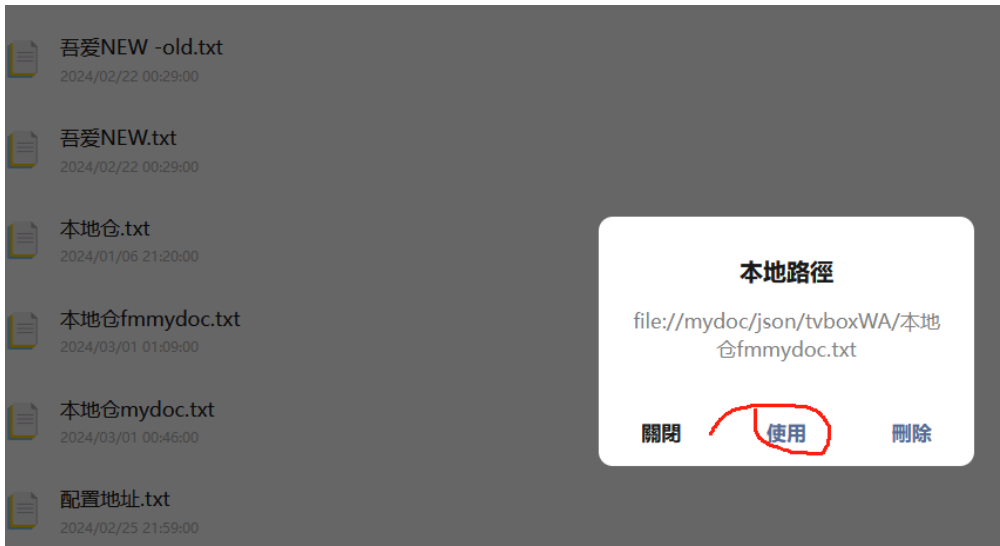 吾爱NEW -old.txt
2024/02/22 00:29:00
吾爱NEW.txt
2024/02/22 00:29:00
本地仓.txt
2024/01/06 21:20:00
本地仓fmmydoc.txt
2024/03/01 01:09:00
本地仓mydoc.txt
2024/03/01 00:46:00
配置地址.txt
2024/02/25 21:59:00
本地路徑
file://mydoc/json/tvboxWA/本地
仓fmmydoc.txt
關閉 使用 刪除